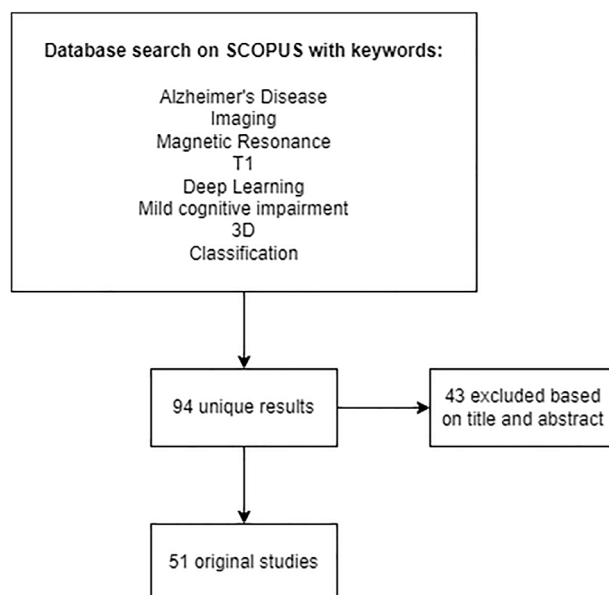 Database search on SCOPUS with keywords:
Alzheimer's Disease
Imaging
Magnetic Resonance
T1
Deep Learning
Mild cognitive impairment
3D
Classification
94 unique results
43 excluded based
on title and abstract
51 original studies